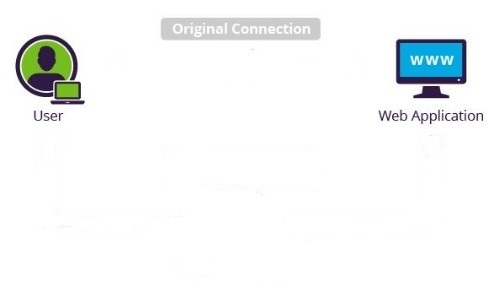 Original Connection
www
User
Web Application